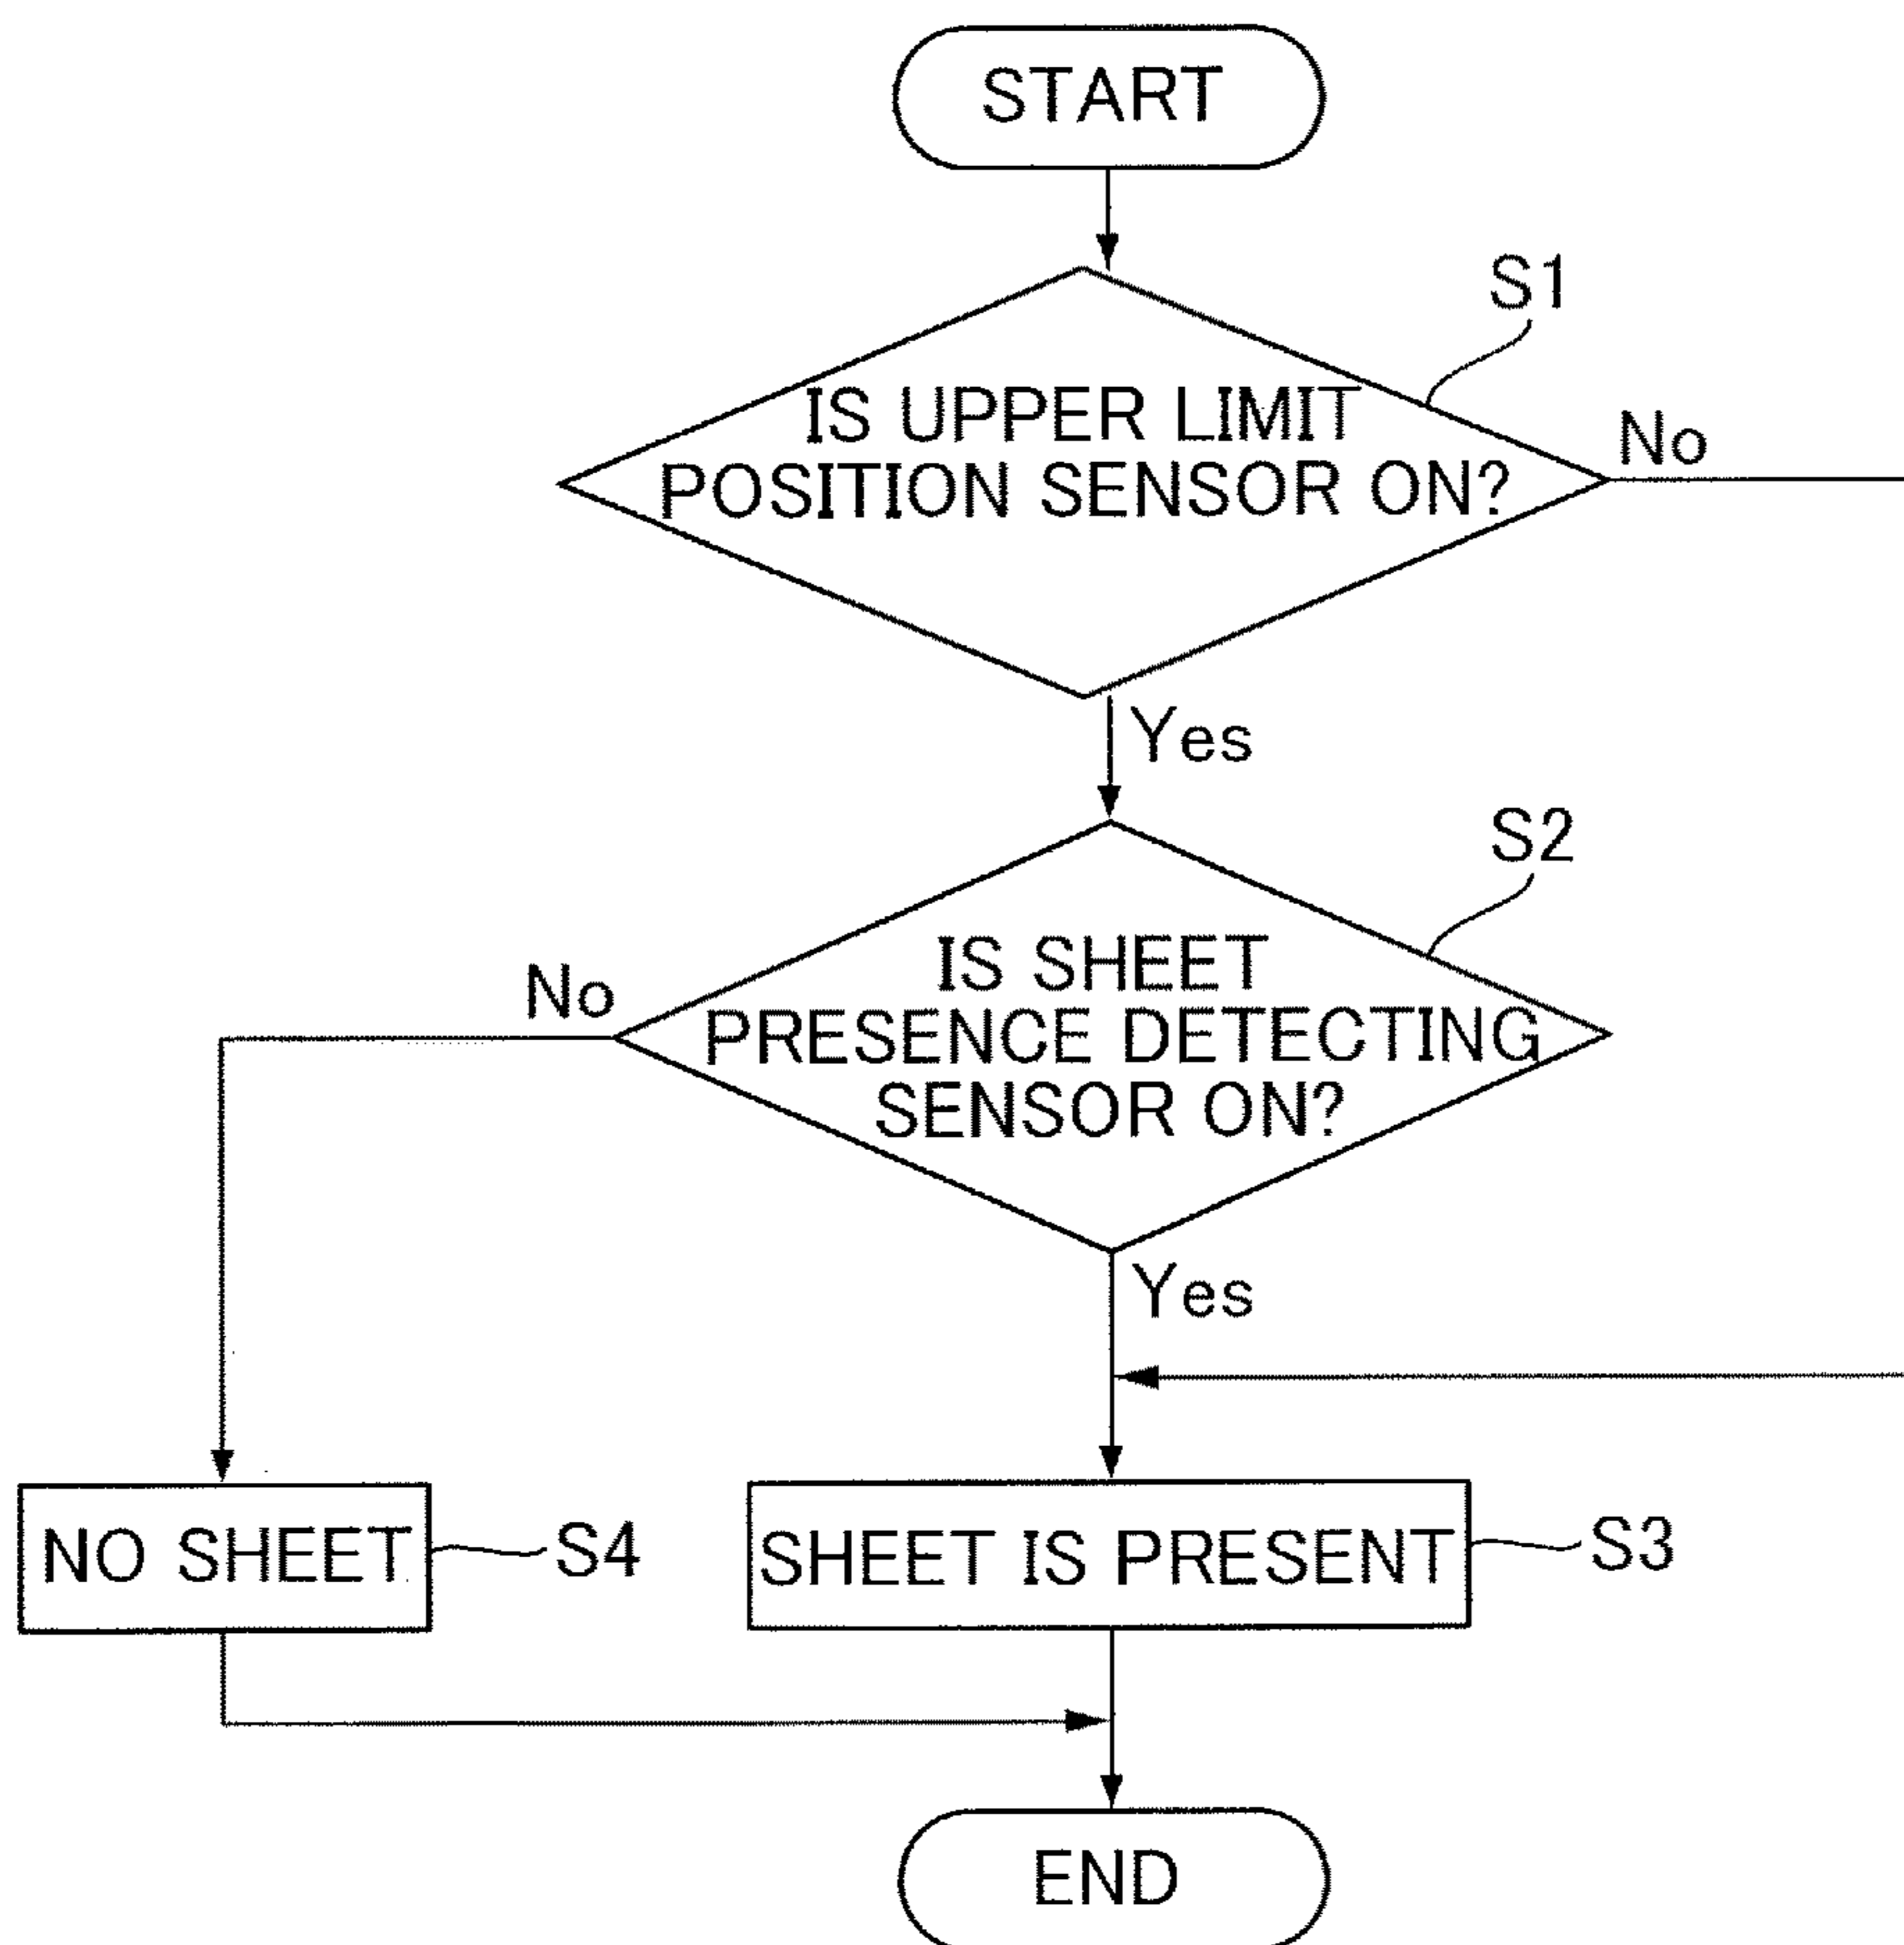 START
S1
IS UPPER LIMIT
POSITION SENSOR ON?
No
Yes
S2
IS SHEET
PRESENCE DETECTING
SENSOR ON?
No
Yes
NO SHEET
S4
SHEET IS PRESENT
S3
END